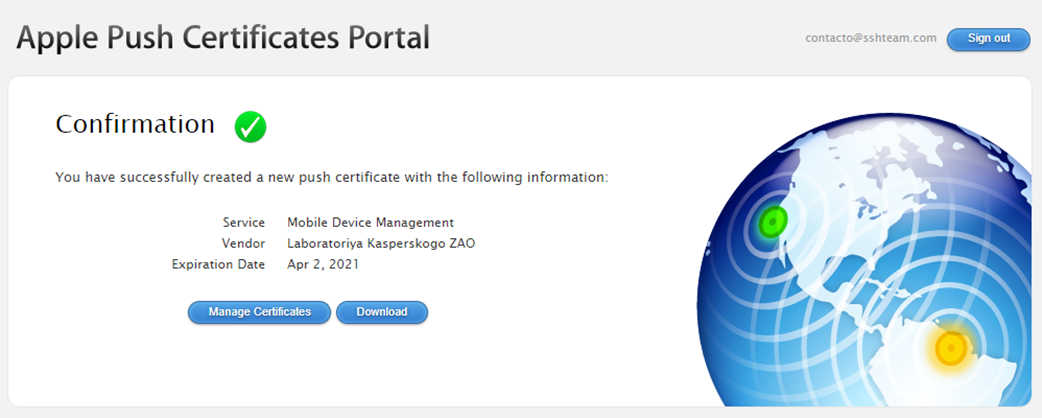 Apple Push Certificates Portal
contacto@sshteam.com
Sign out
Confirmation
You have successfully created a new push certificate with the following information:
Service Mobile Device Management
Vendor Laboratoriya Kasperskogo ZAO
Expiration Date Apr 2, 2021
Manage Certificates Download